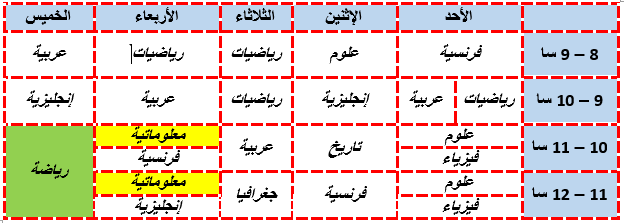 الأحد الإثنين الثلاثاء الأربعاء الخميس
8 – 9 سا فرنسية علوم رياضيات رياضيات عربية
9 – 10 سا رياضيات عربية إنجليزية رياضيات عربية إنجليزية
10 – 11 سا علوم فيزياء تاريخ عربية معلوماتية فرنسية رياضة
11 – 12 سا علوم فيزياء فرنسية جغرافيا معلوماتية إنجليزية